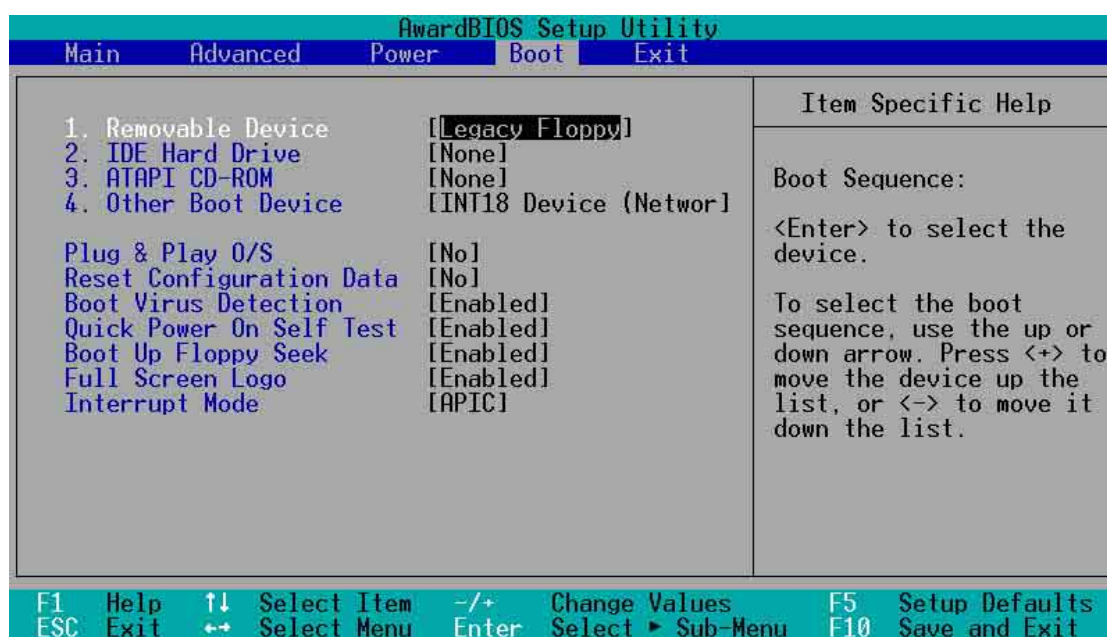 AwardBIOS Setup Utility
Main Advanced Power Boot Exit
Item Specific Help
1. Removable Device [Legacy Floppy]
2. IDE Hard Drive [None]
3. ATAPI CD-ROM [None]
4. Other Boot Device [INT18 Device (Networ]
Plug & Play O/S [No]
Reset Configuration Data [No]
Boot Virus Detection [Enabled]
Quick Power On Self Test [Enabled]
Boot Up Floppy Seek [Enabled]
Full Screen Logo [Enabled]
Interrupt Mode [APIC]
Boot Sequence:
<Enter> to select the
device.
To select the boot
sequence, use the up or
down arrow. Press <+> to
move the device up the
list, or <-> to move it
down the list.
F1 Help ↑↓ Select Item -/+ Change Values F5 Setup Defaults
ESC Exit ←→ Select Menu Enter Select ► Sub-Menu F10 Save and Exit